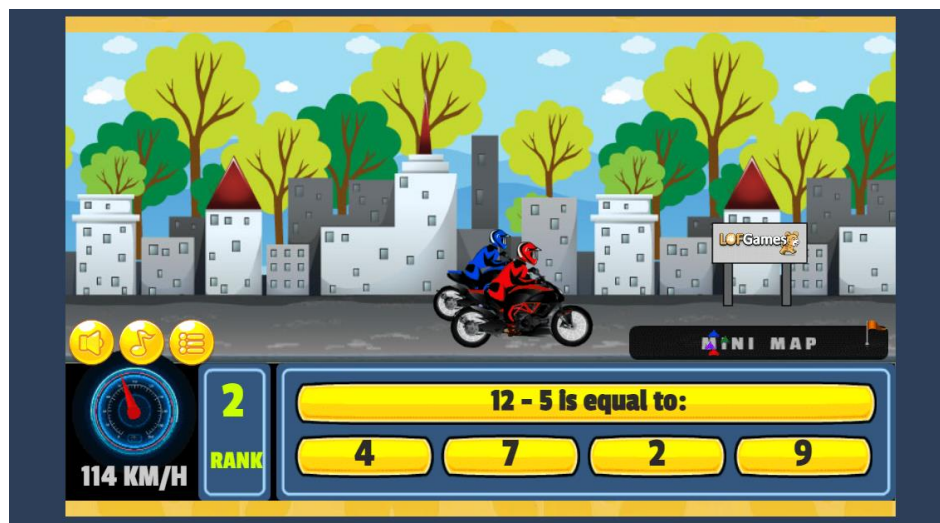 LOFGames
MINI MAP
114 KM/H
2
RANK
12 - 5 is equal to:
4 7 2 9